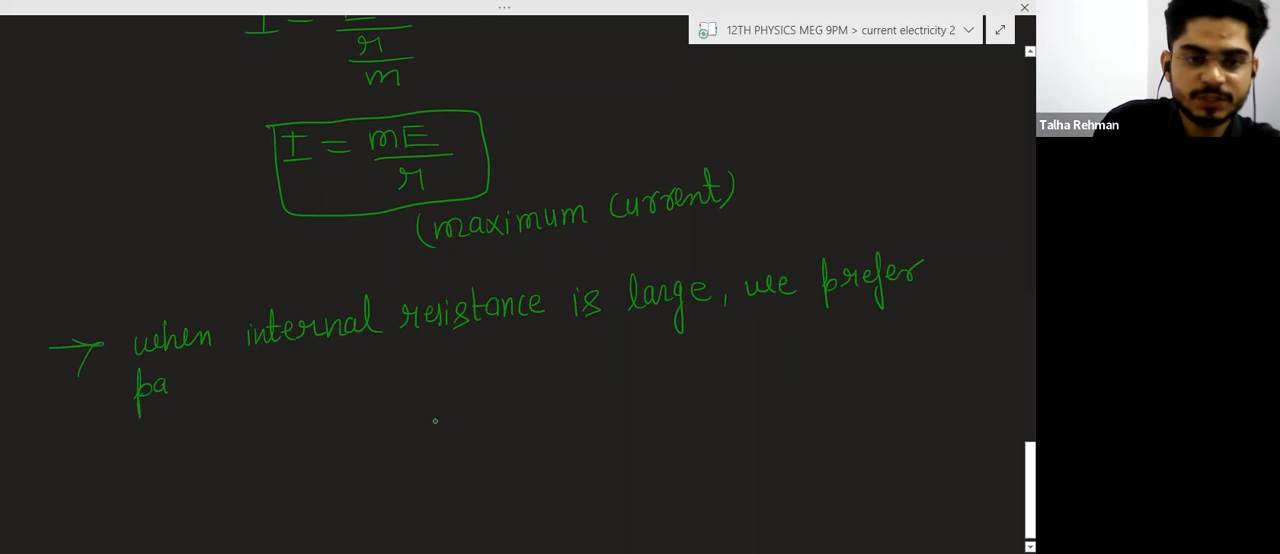 12TH PHYSICS MEG 9PM > current electricity 2
Talha Rehman
I =
r
m
I = mE
r
(maximum current)
→ when internal resistance is large, we prefer
pa